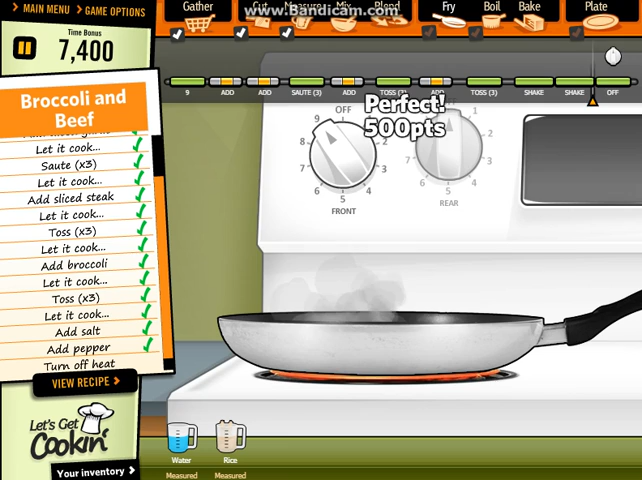 MAIN MENU
GAME OPTIONS
www.Bandicam.com
Gather
Cut
Measure
Mix
Blend
Fry
Boil
Bake
Plate
Time Bonus
7,400
9
ADD
ADD
SAUTE (3)
ADD
TOSS (3)
ADD
TOSS (3)
SHAKE
SHAKE
OFF
Perfect!
500pts
Broccoli and
Beef
Let it cook...
Saute (x3)
Let it cook...
Add sliced steak
Let it cook...
Toss (x3)
Let it cook...
Add broccoli
Let it cook...
Toss (x3)
Let it cook...
Add salt
Add pepper
Turn off heat
VIEW RECIPE
OFF
9
8
7
6
5
4
3
2
FRONT
1
2
3
4
5
6
7
8
REAR
Let's Get
Cookin'
Your inventory
Water
Measured
Rice
Measured